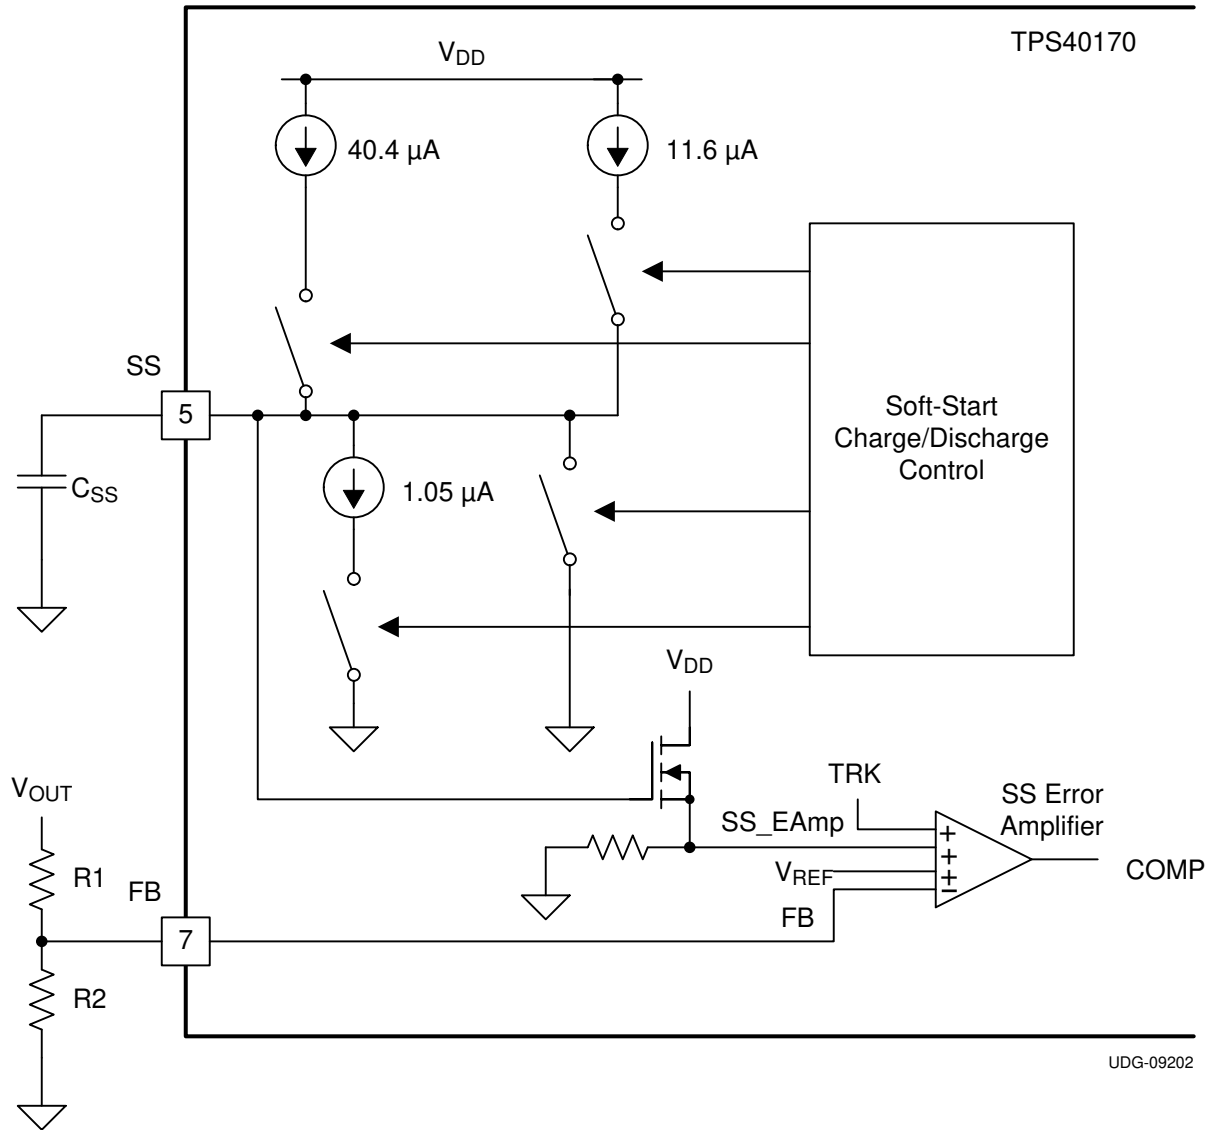 TPS40170
VDD
40.4 µA
11.6 µA
SS
5
Soft-Start
Charge/Discharge
Control
CSS
1.05 µA
VDD
VOUT
TRK
SS Error
Amplifier
SS_EAmp
+
+
VREF
+
−
COMP
R1
FB
FB
7
R2
UDG-09202